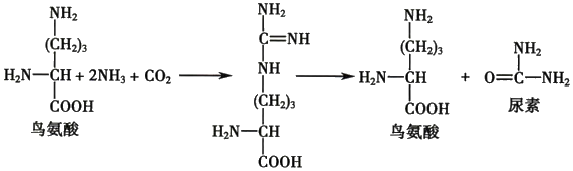 NH₂
(CH₂)₃
H₂N—CH + 2NH₃ + CO₂
COOH
鸟氨酸
NH₂
C=NH
NH
(CH₂)₃
H₂N—CH
COOH
NH₂
(CH₂)₃
H₂N—CH
COOH
鸟氨酸
+
NH₂
O=C—NH₂
尿素